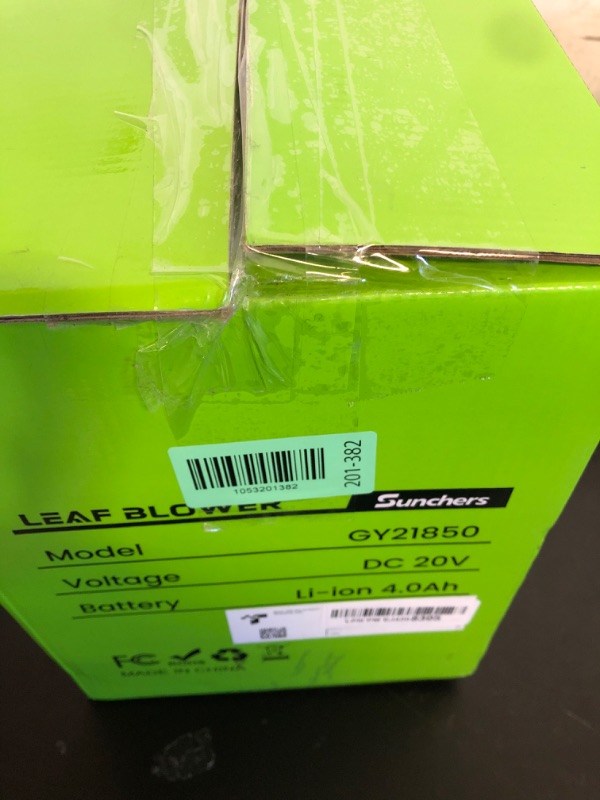 201-382
1053201382
LEAF BLOWER Sunchers
Model GY21850
Voltage DC 20V
Battery Li-ion 4.0Ah
FC
MADE IN CHINA